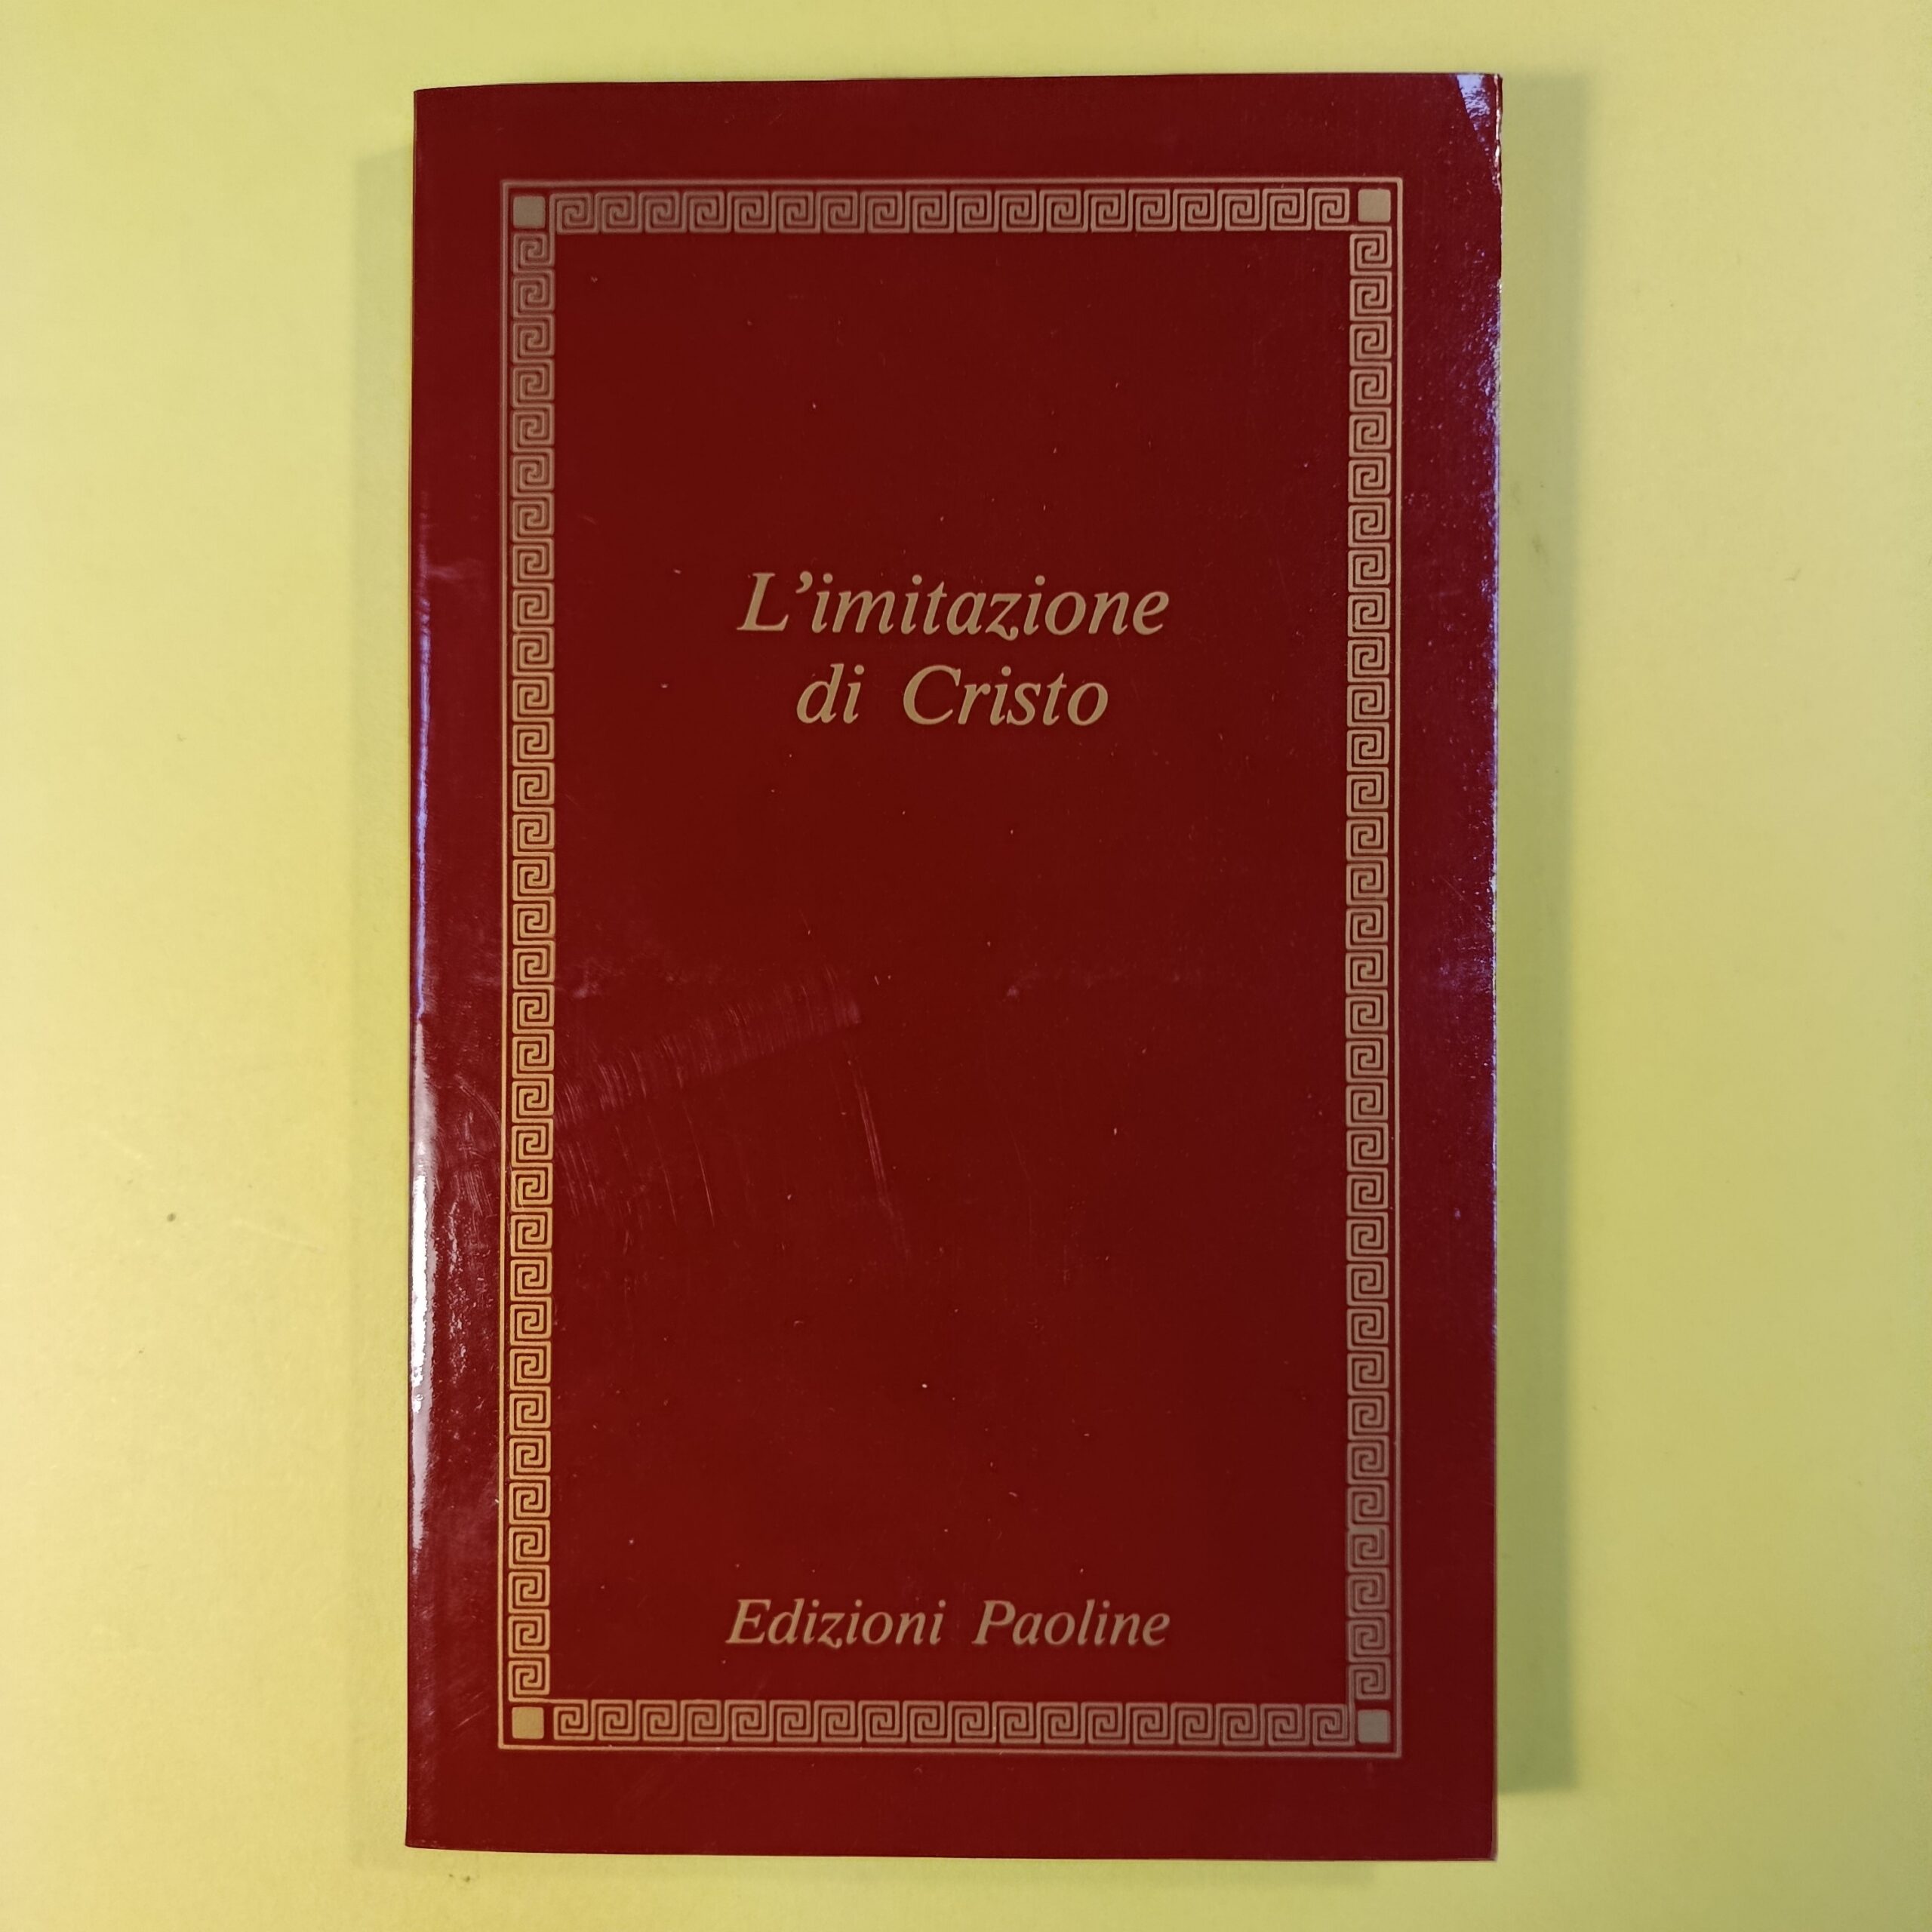 L’imitazione
di Cristo
Edizioni Paoline